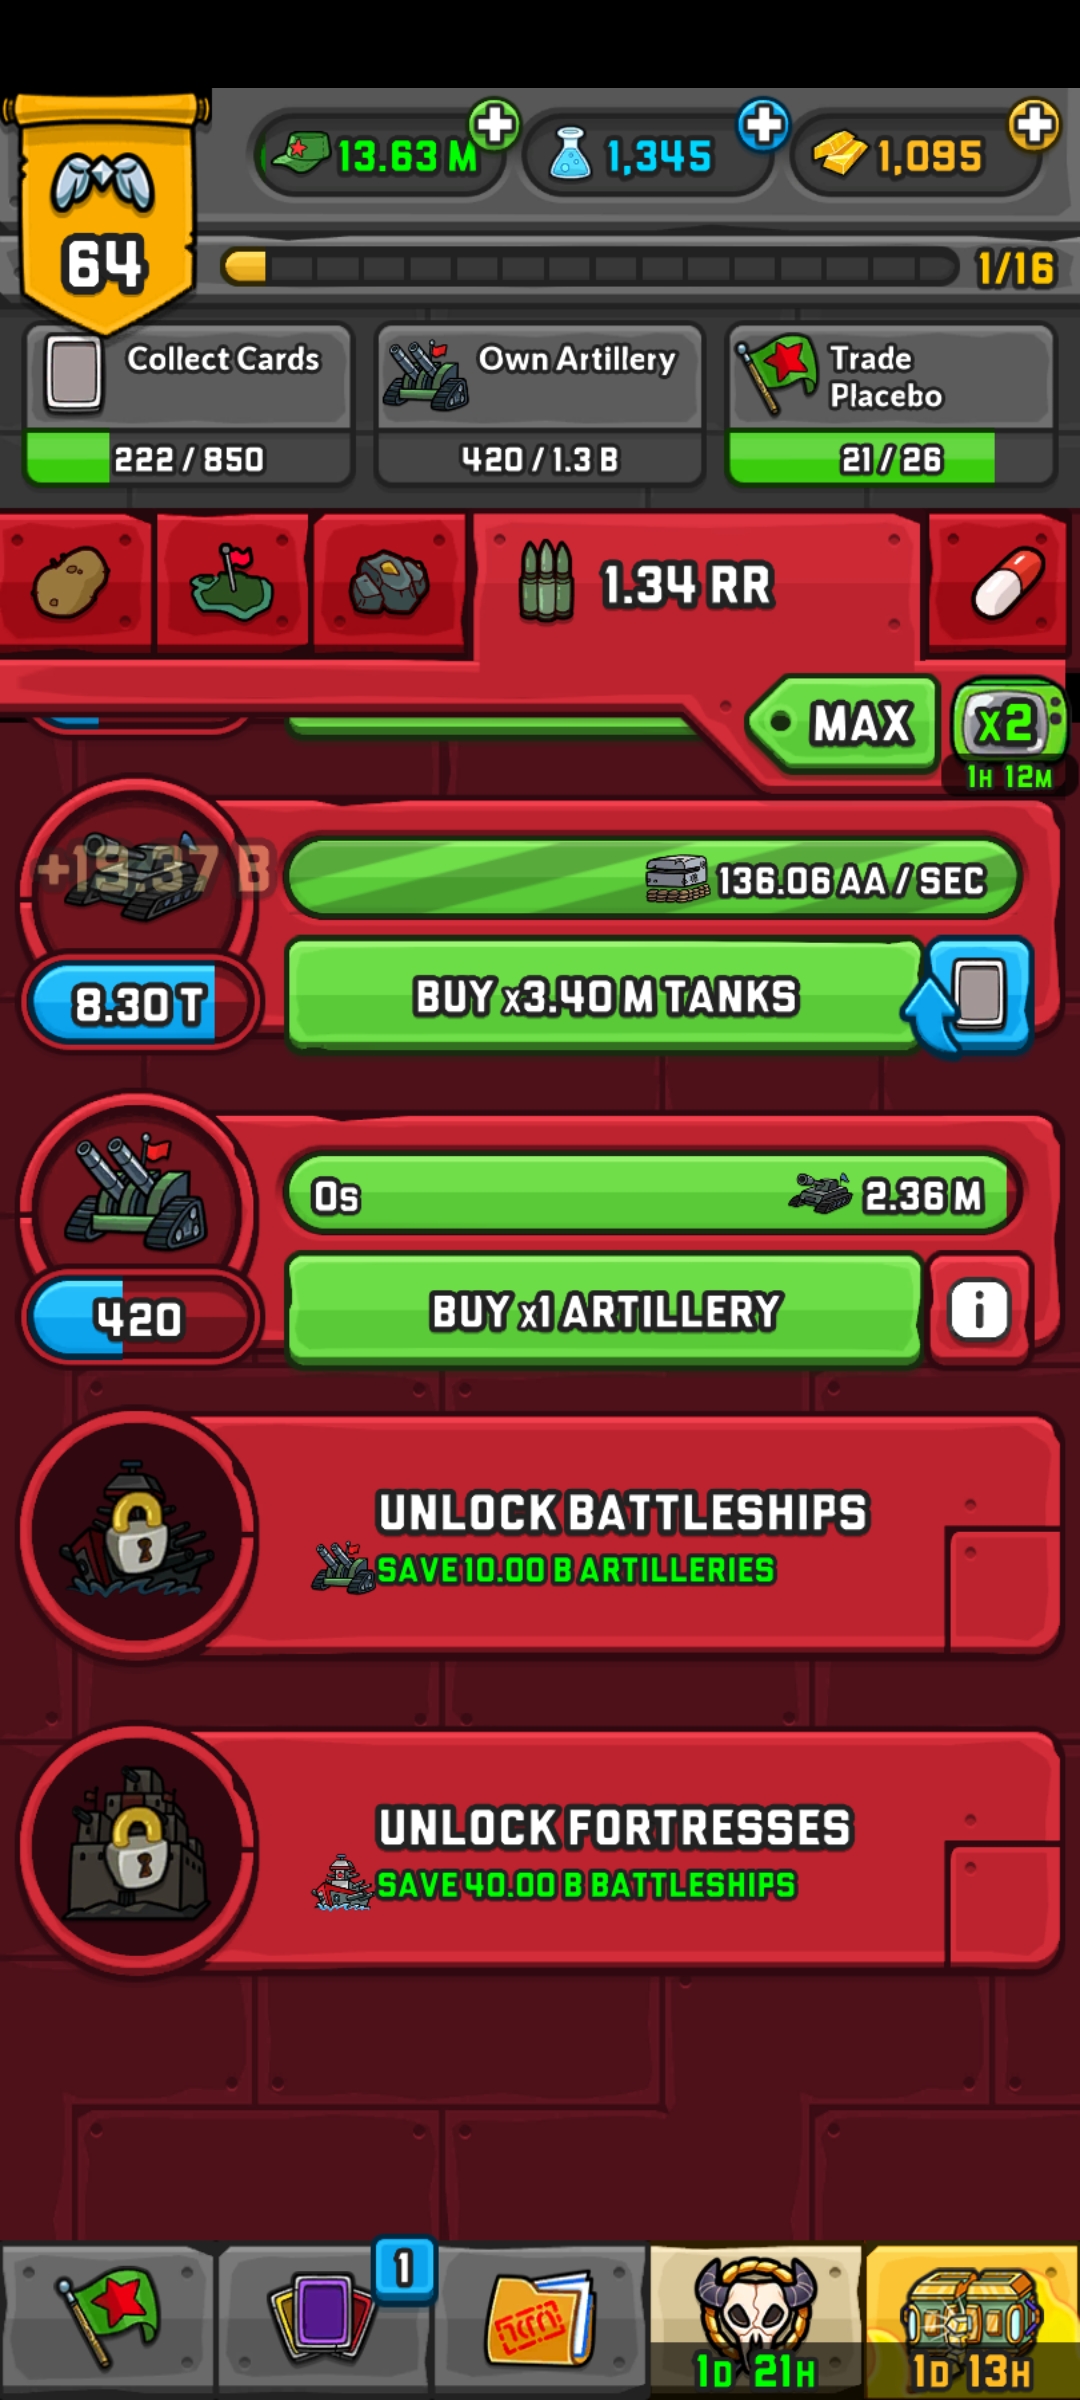 13.63 M
1,345
1,095
64
1/16
Collect Cards
222 / 850
Own Artillery
420 / 1.3 B
Trade
Placebo
21 / 26
1.34 RR
MAX
x2
1H 12M
+19.37 B
136.06 AA / SEC
8.30 T
BUY x3.40 M TANKS
0s
2.36 M
420
BUY x1 ARTILLERY
i
UNLOCK BATTLESHIPS
SAVE 10.00 B ARTILLERIES
UNLOCK FORTRESSES
SAVE 40.00 B BATTLESHIPS
1
1D 21H
1D 13H